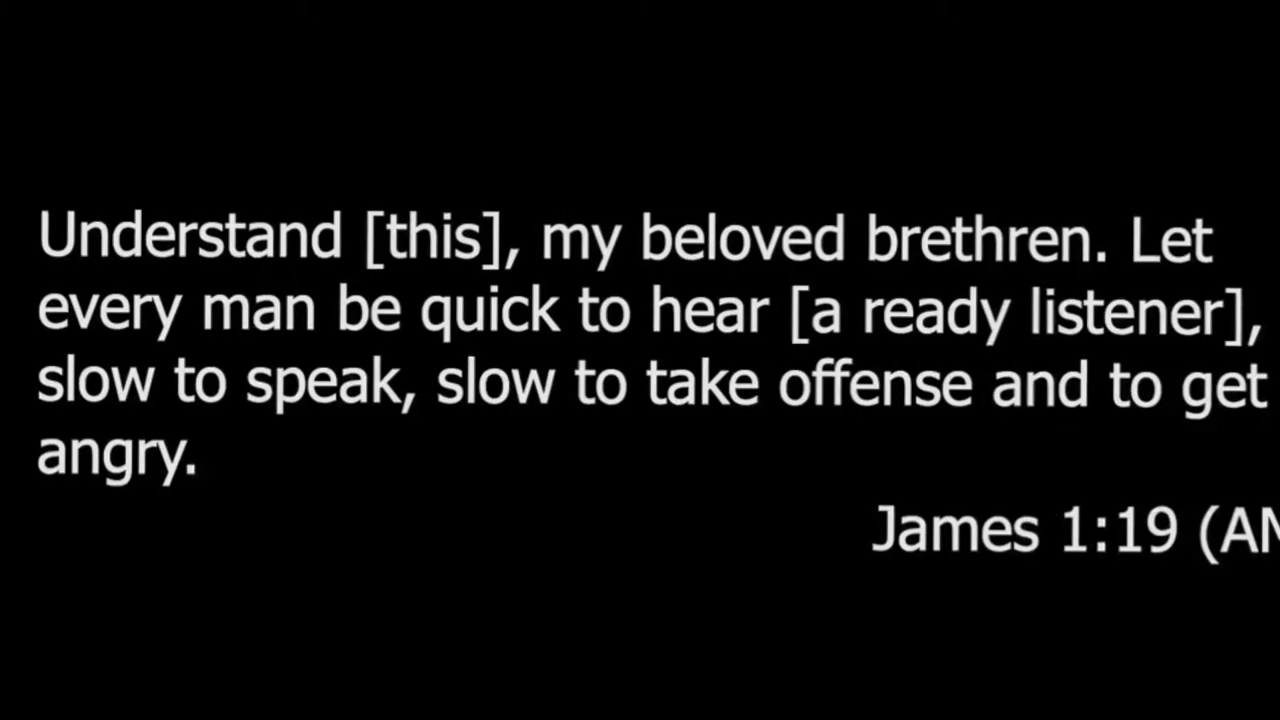 Understand [this], my beloved brethren. Let
every man be quick to hear [a ready listener],
slow to speak, slow to take offense and to get
angry.
James 1:19 (AM